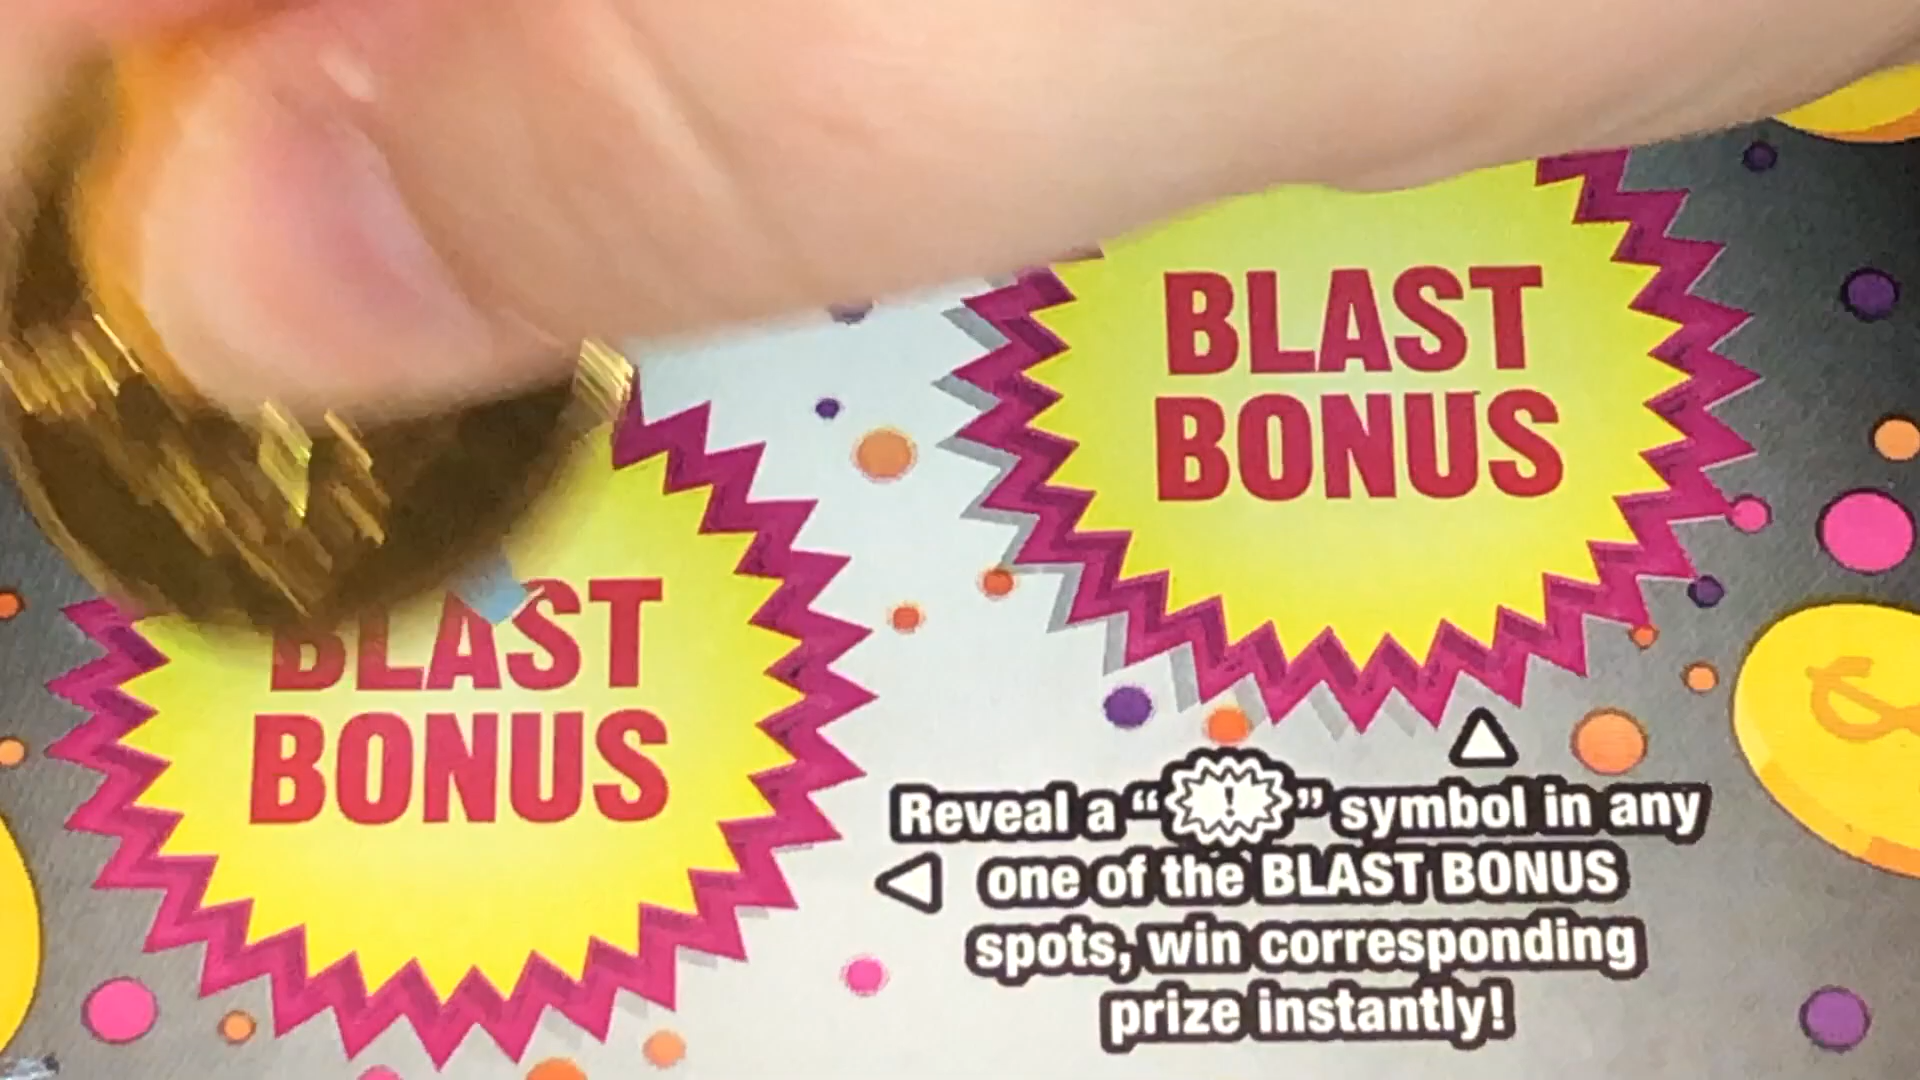 BLAST
BONUS
BLAST
BONUS
Reveal a “!” symbol in any
one of the BLAST BONUS
spots, win corresponding
prize instantly!